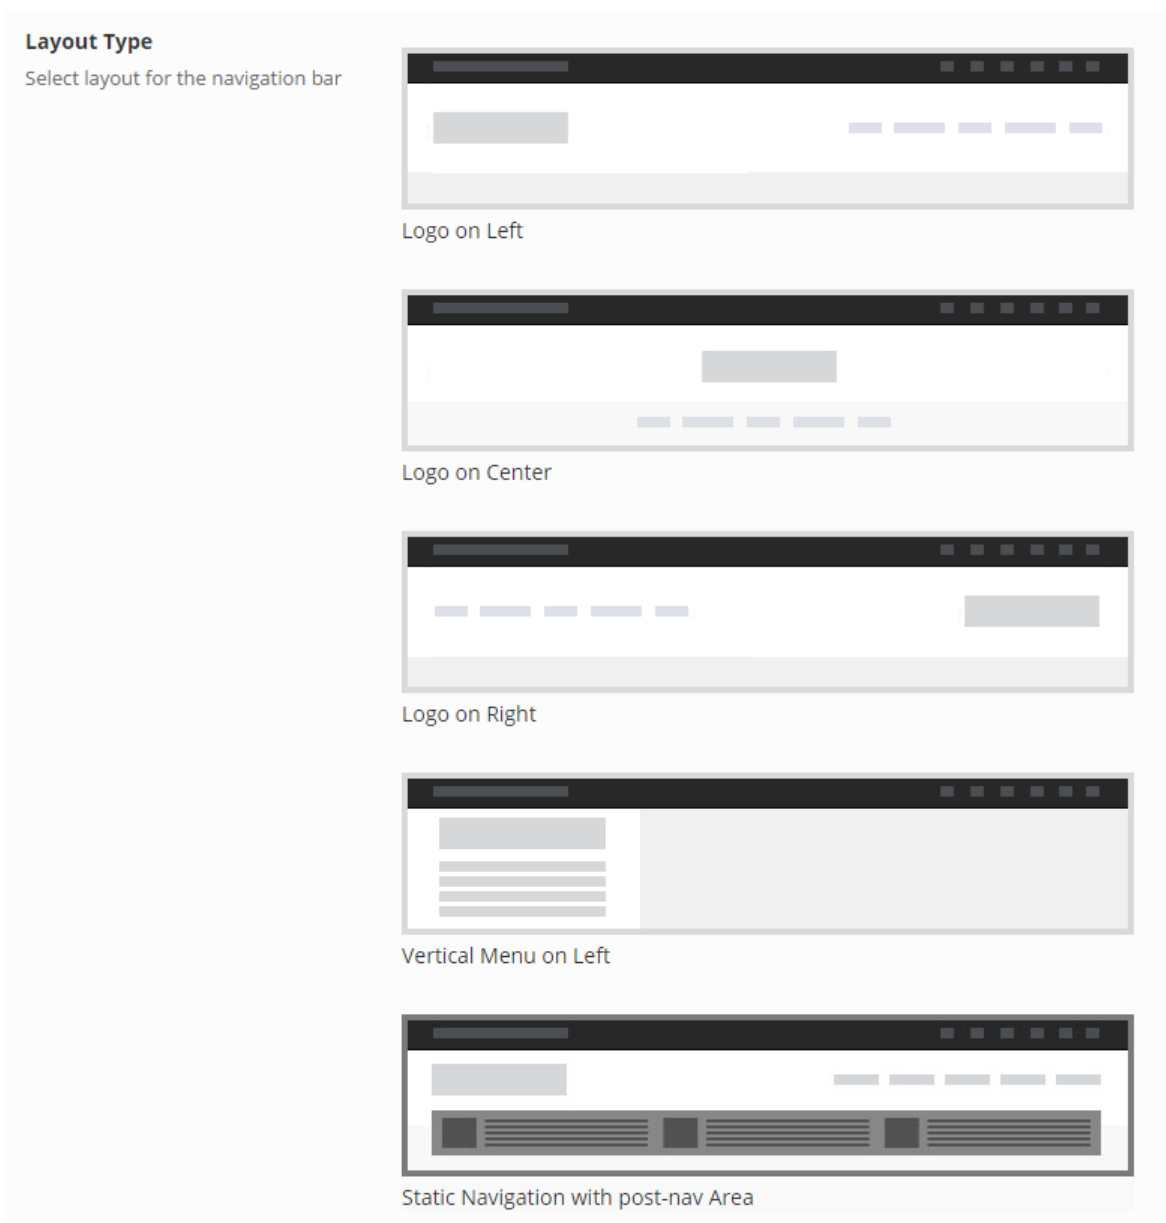 Layout Type
Select layout for the navigation bar
Logo on Left
Logo on Center
Logo on Right
Vertical Menu on Left
Static Navigation with post-nav Area